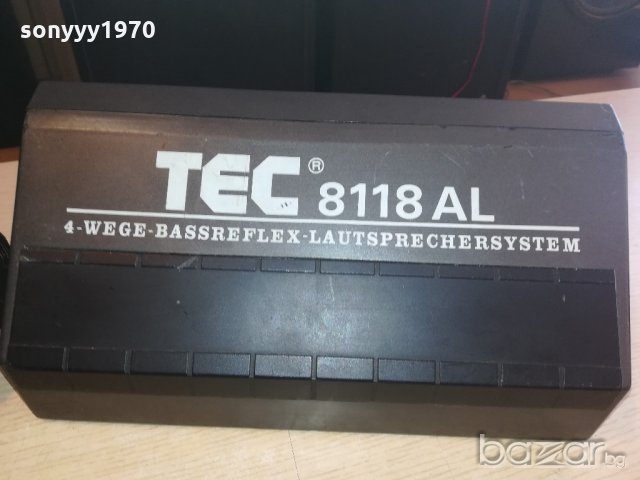 sonyyy1970
TEC® 8118 AL
4-WEGE-BASSREFLEX-LAUTSPRECHERSYSTEM
bazar.bg